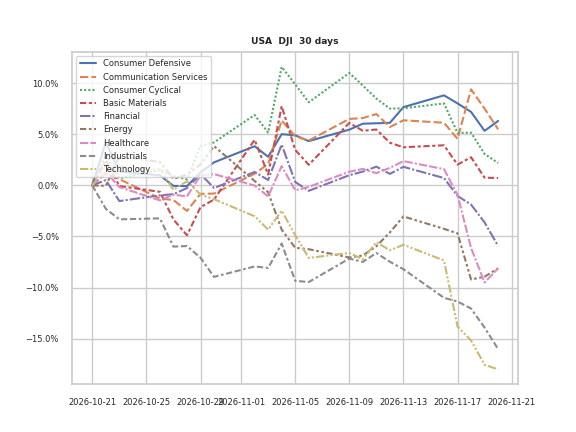 USA DJI 30 days
Consumer Defensive
Communication Services
Consumer Cyclical
Basic Materials
Financial
Energy
Healthcare
Industrials
Technology
10.0%
5.0%
0.0%
−5.0%
−10.0%
−15.0%
2026-10-21 2026-10-25 2026-10-29 2026-11-01 2026-11-05 2026-11-09 2026-11-13 2026-11-17 2026-11-21